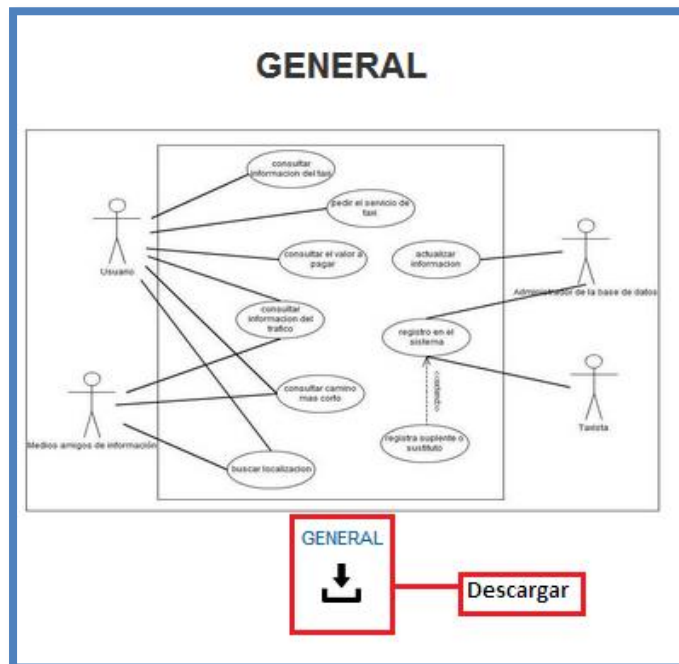 GENERAL
consultar
informacion del taxi
pedir el servicio de
taxi
consultar el valor a
pagar
actualizar
informacion
Usuario
Administrador de la base de datos
consultar
informacion del
trafico
registro en el
sistema
consultar camino
mas corto
Medios amigos de información
Taxista
registra suplente o
sustituto
buscar localizacion
GENERAL
Descargar